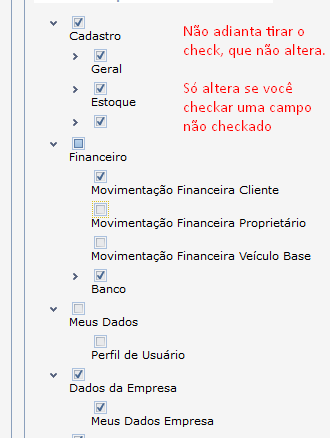 Cadastro
Não adianta tirar o
check, que não altera.
Geral
Só altera se você
checkar uma campo
não checkado
Estoque
Financeiro
Movimentação Financeira Cliente
Movimentação Financeira Proprietário
Movimentação Financeira Veículo Base
Banco
Meus Dados
Perfil de Usuário
Dados da Empresa
Meus Dados Empresa